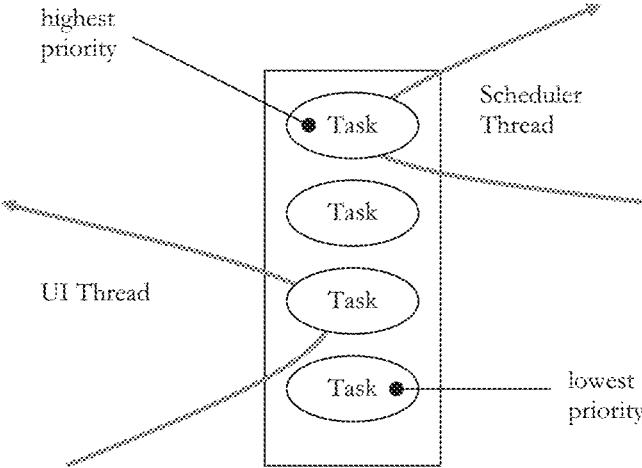 highest
priority
Scheduler
Thread
Task
Task
UI Thread
Task
Task
lowest
priority